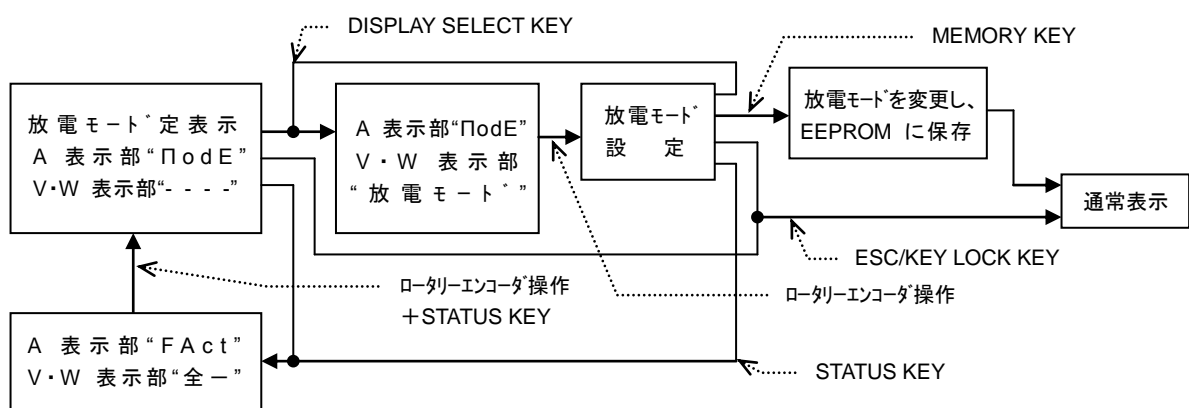 DISPLAY SELECT KEY
MEMORY KEY
放電モード定表示
A 表示部“ΠodE”
V・W 表示部“- - - -”
A 表示部“ΠodE”
V・W 表示部
“放電モード”
放電モード
設 定
放電モードを変更し、
EEPROM に保存
通常表示
ESC/KEY LOCK KEY
ロータリーエンコーダ操作
+STATUS KEY
ロータリーエンコーダ操作
A 表示部“FAct”
V・W 表示部“全ー”
STATUS KEY